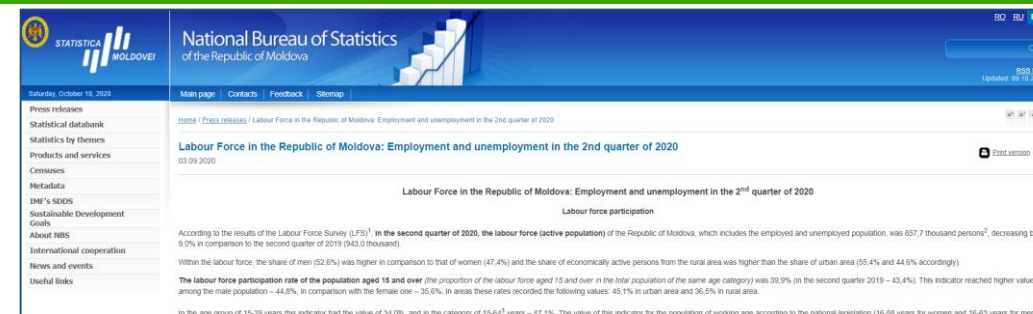 RO RU
STATISTICA
MOLDOVEI
National Bureau of Statistics
of the Republic of Moldova
RSS
Updated: 09.10.2
Saturday, October 10, 2020
Main page | Contacts | Feedback | Sitemap
Press releases
Statistical databank
Statistics by themes
Products and services
Censuses
Metadata
IMF's SDDS
Sustainable Development
Goals
About NBS
International cooperation
News and events
Useful links
Home / Press releases / Labour Force in the Republic of Moldova: Employment and unemployment in the 2nd quarter of 2020
Labour Force in the Republic of Moldova: Employment and unemployment in the 2nd quarter of 2020
Print version
03.09.2020
Labour Force in the Republic of Moldova: Employment and unemployment in the 2nd quarter of 2020
Labour force participation
According to the results of the Labour Force Survey (LFS)1, in the second quarter of 2020, the labour force (active population) of the Republic of Moldova, which includes the employed and unemployed population, was 857,7 thousand persons2, decreasing b
9,0% in comparison to the second quarter of 2019 (943,0 thousand).
Within the labour force, the share of men (52,6%) was higher in comparison to that of women (47,4%) and the share of economically active persons from the rural area was higher than the share of urban area (55,4% and 44,6% accordingly).
The labour force participation rate of the population aged 15 and over (the proportion of the labour force aged 15 and over in the total population of the same age category) was 39,9% (in the second quarter 2019 – 43,4%). This indicator reached higher value
among the male population – 44,8%, in comparison with the female one – 35,6%. In areas these rates recorded the following values: 45,1% in urban area and 36,5% in rural area.
In the age group of 15-29 years this indicator had the value of 34,0%, and in the category of 15-643 years – 47,1%. The value of this indicator for the population of working age according to the national legislation (16-58 years for women and 16-63 years for me